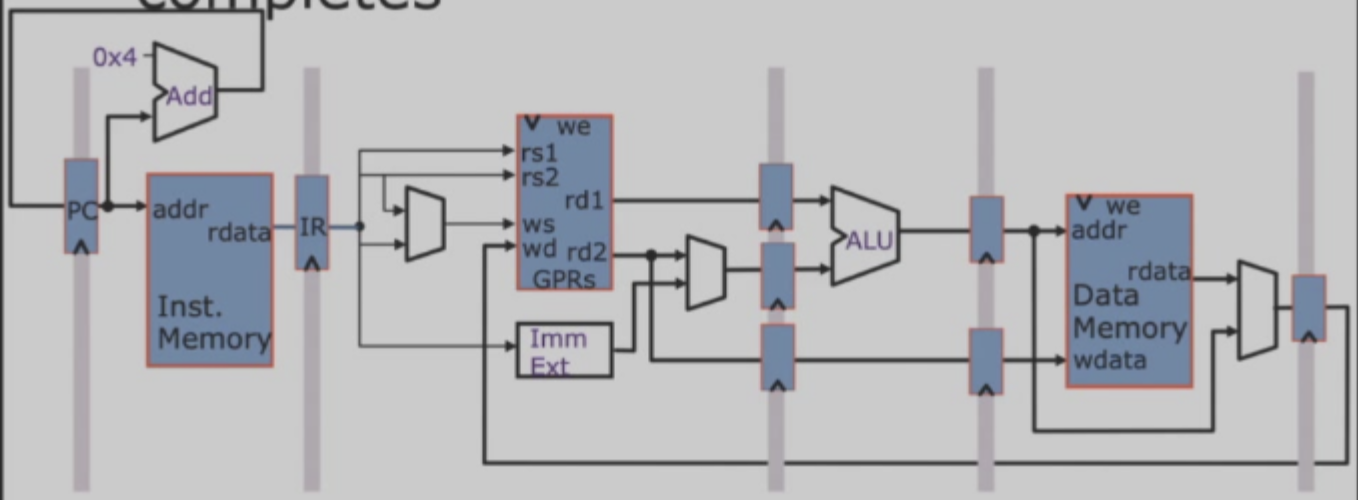 completes
0x4
Add
PC
addr
rdata
Inst.
Memory
IR
we
rs1
rs2
rd1
ws
wd rd2
GPRs
Imm
Ext
ALU
we
addr
rdata
Data
Memory
wdata